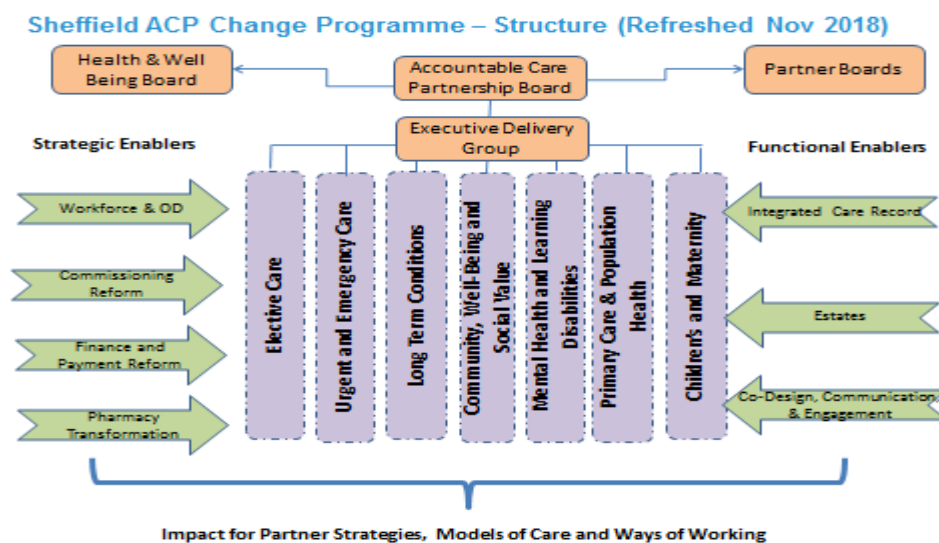 Sheffield ACP Change Programme – Structure (Refreshed Nov 2018)
Health & Well
Being Board
Accountable Care
Partnership Board
Partner Boards
Executive Delivery
Group
Strategic Enablers
Functional Enablers
Workforce & OD
Commissioning
Reform
Finance and
Payment Reform
Pharmacy
Transformation
Elective Care
Urgent and Emergency Care
Long Term Conditions
Community, Well-Being and
Social Value
Mental Health and Learning
Disabilities
Primary Care & Population
Health
Children's and Maternity
Integrated Care Record
Estates
Co-Design, Communication
& Engagement
Impact for Partner Strategies, Models of Care and Ways of Working